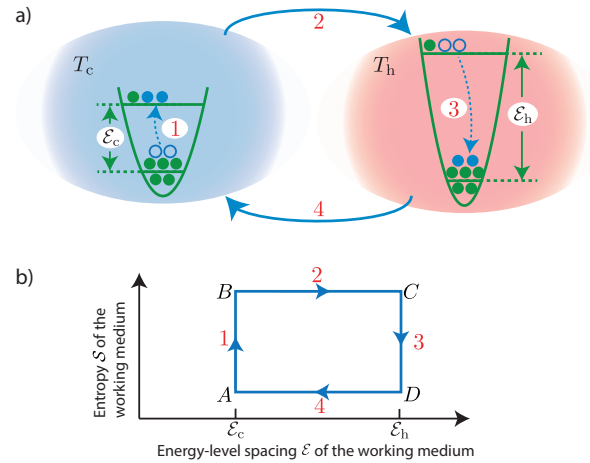 a)
2
T_c
T_h
1
3
ℰ_c
ℰ_h
4
b)
B
2
C
1
3
A
4
D
Entropy 𝒮 of the
working medium
ℰ_c
ℰ_h
Energy-level spacing ℰ of the working medium